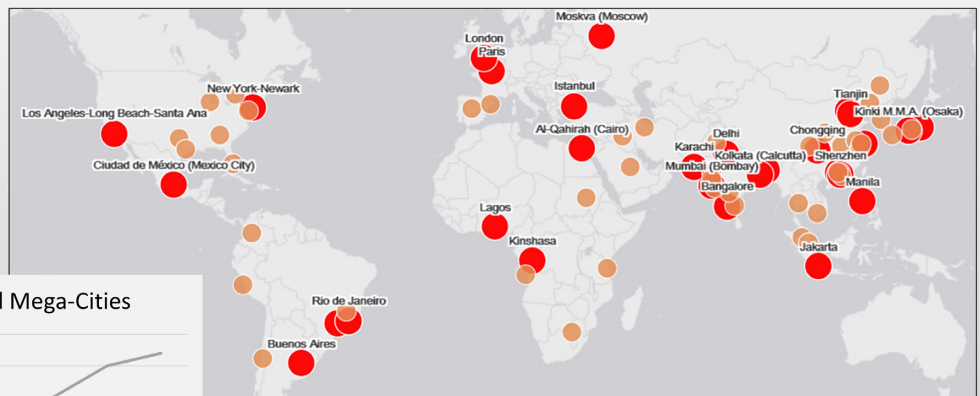 Moskva (Moscow)
London
Paris
New York-Newark
Istanbul
Los Angeles-Long Beach-Santa Ana
Tianjin
Kinki M.M.A. (Osaka)
Al-Qahirah (Cairo)
Delhi
Chongqing
Karachi
Kolkata (Calcutta)
Shenzhen
Ciudad de México (Mexico City)
Mumbai (Bombay)
Manila
Bangalore
Lagos
Kinshasa
Jakarta
Rio de Janeiro
Buenos Aires
Mega-Cities